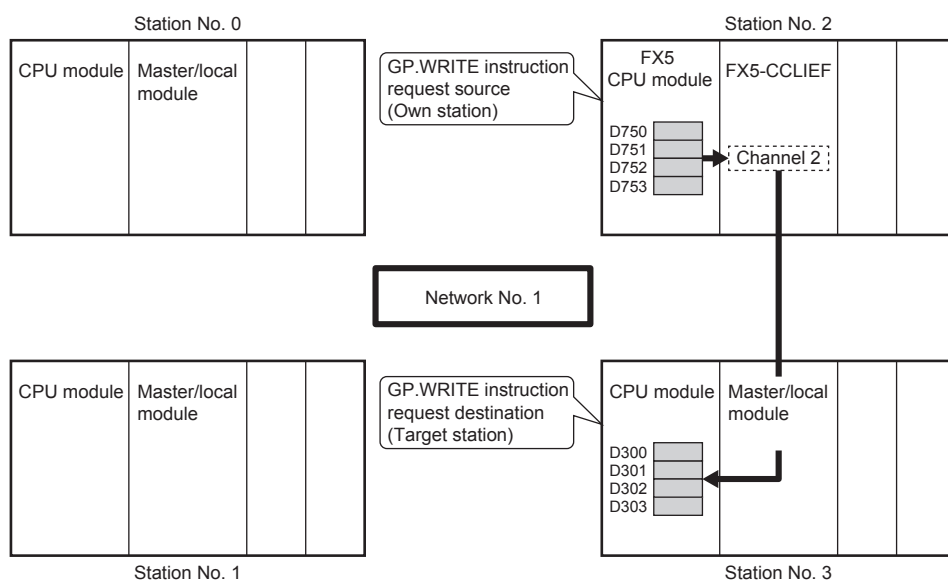 Station No. 0
CPU module
Master/local
module
GP.WRITE instruction
request source
(Own station)
Station No. 2
FX5
CPU module
FX5-CCLIEF
D750
D751
D752
D753
Channel 2
Network No. 1
CPU module
Master/local
module
Station No. 1
GP.WRITE instruction
request destination
(Target station)
CPU module
Master/local
module
D300
D301
D302
D303
Station No. 3